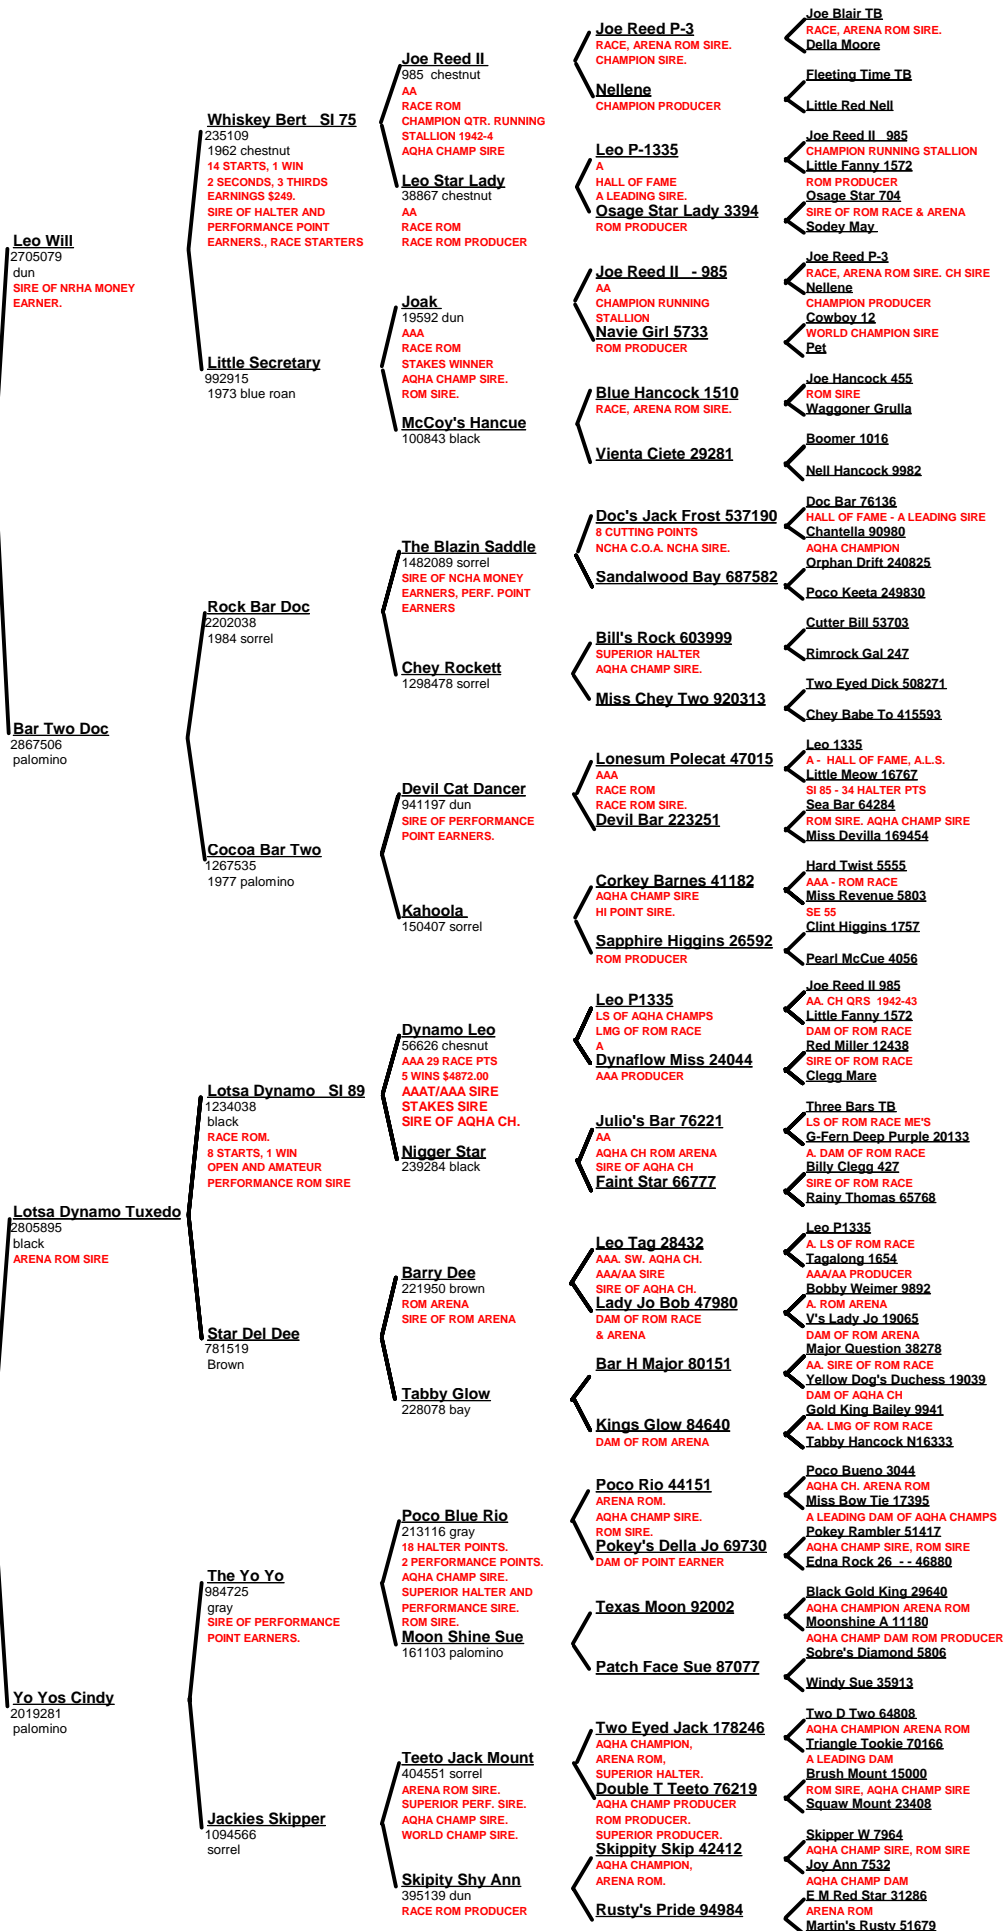 Leo Will
2705079
dun
SIRE OF NRHA MONEY
EARNER.
Bar Two Doc
2867506
palomino
Lotsa Dynamo Tuxedo
2805895
black
ARENA ROM SIRE
Yo Yos Cindy
2019281
palomino
Whiskey Bert SI 75
235109
1962 chestnut
14 STARTS, 1 WIN
2 SECONDS, 3 THIRDS
EARNINGS $249.
SIRE OF HALTER AND
PERFORMANCE POINT
EARNERS., RACE STARTERS
Little Secretary
992915
1973 blue roan
Rock Bar Doc
2202038
1984 sorrel
Cocoa Bar Two
1267535
1977 palomino
Lotsa Dynamo SI 89
1234038
black
RACE ROM.
8 STARTS, 1 WIN
OPEN AND AMATEUR
PERFORMANCE ROM SIRE
Star Del Dee
781519
Brown
The Yo Yo
984725
gray
SIRE OF PERFORMANCE
POINT EARNERS.
Jackies Skipper
1094566
sorrel
Joe Reed II
985 chestnut
AA
RACE ROM
CHAMPION QTR. RUNNING
STALLION 1942-4
AQHA CHAMP SIRE
Leo Star Lady
38867 chestnut
AA
RACE ROM
RACE ROM PRODUCER
Joak
19592 dun
AAA
RACE ROM
STAKES WINNER
AQHA CHAMP SIRE.
ROM SIRE.
McCoy's Hancue
100843 black
The Blazin Saddle
1482089 sorrel
SIRE OF NCHA MONEY
EARNERS, PERF. POINT
EARNERS
Chey Rockett
1298478 sorrel
Devil Cat Dancer
941197 dun
SIRE OF PERFORMANCE
POINT EARNERS.
Kahoola
150407 sorrel
Dynamo Leo
56626 chesnut
AAA 29 RACE PTS
5 WINS $4872.00
AAAT/AAA SIRE
STAKES SIRE
SIRE OF AQHA CH.
Nigger Star
239284 black
Barry Dee
221950 brown
ROM ARENA
SIRE OF ROM ARENA
Tabby Glow
228078 bay
Poco Blue Rio
213116 gray
18 HALTER POINTS.
2 PERFORMANCE POINTS.
AQHA CHAMP SIRE.
SUPERIOR HALTER AND
PERFORMANCE SIRE.
ROM SIRE.
Moon Shine Sue
161103 palomino
Teeto Jack Mount
404551 sorrel
ARENA ROM SIRE.
SUPERIOR PERF. SIRE.
AQHA CHAMP SIRE.
WORLD CHAMP SIRE.
Skipity Shy Ann
395139 dun
RACE ROM PRODUCER
Joe Reed P-3
RACE, ARENA ROM SIRE.
CHAMPION SIRE.
Nellene
CHAMPION PRODUCER
Leo P-1335
A
HALL OF FAME
A LEADING SIRE.
Osage Star Lady 3394
ROM PRODUCER
Joe Reed II - 985
AA
CHAMPION RUNNING
STALLION
Navie Girl 5733
ROM PRODUCER
Blue Hancock 1510
RACE, ARENA ROM SIRE.
Vienta Ciete 29281
Doc's Jack Frost 537190
8 CUTTING POINTS
NCHA C.O.A. NCHA SIRE.
Sandalwood Bay 687582
Bill's Rock 603999
SUPERIOR HALTER
AQHA CHAMP SIRE.
Miss Chey Two 920313
Lonesum Polecat 47015
AAA
RACE ROM
RACE ROM SIRE.
Devil Bar 223251
Corkey Barnes 41182
AQHA CHAMP SIRE
HI POINT SIRE.
Sapphire Higgins 26592
ROM PRODUCER
Leo P1335
LS OF AQHA CHAMPS
LMG OF ROM RACE
A
Dynaflow Miss 24044
AAA PRODUCER
Julio's Bar 76221
AA
AQHA CH ROM ARENA
SIRE OF AQHA CH
Faint Star 66777
Leo Tag 28432
AAA. SW. AQHA CH.
AAA/AA SIRE
SIRE OF AQHA CH.
Lady Jo Bob 47980
DAM OF ROM RACE
& ARENA
Bar H Major 80151
Kings Glow 84640
DAM OF ROM ARENA
Poco Rio 44151
ARENA ROM.
AQHA CHAMP SIRE.
ROM SIRE.
Pokey's Della Jo 69730
DAM OF POINT EARNER
Texas Moon 92002
Patch Face Sue 87077
Two Eyed Jack 178246
AQHA CHAMPION,
ARENA ROM,
SUPERIOR HALTER.
Double T Teeto 76219
AQHA CHAMP PRODUCER
ROM PRODUCER.
SUPERIOR PRODUCER.
Skippity Skip 42412
AQHA CHAMPION,
ARENA ROM.
Rusty's Pride 94984
Joe Blair TB
RACE, ARENA ROM SIRE.
Della Moore
Fleeting Time TB
Little Red Nell
Joe Reed II 985
CHAMPION RUNNING STALLION
Little Fanny 1572
ROM PRODUCER
Osage Star 704
SIRE OF ROM RACE & ARENA
Sodey May
Joe Reed P-3
RACE, ARENA ROM SIRE. CH SIRE
Nellene
CHAMPION PRODUCER
Cowboy 12
WORLD CHAMPION SIRE
Pet
Joe Hancock 455
ROM SIRE
Waggoner Grulla
Boomer 1016
Nell Hancock 9982
Doc Bar 76136
HALL OF FAME - A LEADING SIRE
Chantella 90980
AQHA CHAMPION
Orphan Drift 240825
Poco Keeta 249830
Cutter Bill 53703
Rimrock Gal 247
Two Eyed Dick 508271
Chey Babe To 415593
Leo 1335
A - HALL OF FAME, A.L.S.
Little Meow 16767
SI 85 - 34 HALTER PTS
Sea Bar 64284
ROM SIRE. AQHA CHAMP SIRE
Miss Devilla 169454
Hard Twist 5555
AAA - ROM RACE
Miss Revenue 5803
SE 55
Clint Higgins 1757
Pearl McCue 4056
Joe Reed II 985
AA. CH QRS 1942-43
Little Fanny 1572
DAM OF ROM RACE
Red Miller 12438
SIRE OF ROM RACE
Clegg Mare
Three Bars TB
LS OF ROM RACE ME'S
G-Fern Deep Purple 20133
A. DAM OF ROM RACE
Billy Clegg 427
SIRE OF ROM RACE
Rainy Thomas 65768
Leo P1335
A. LS OF ROM RACE
Tagalong 1654
AAA/AA PRODUCER
Bobby Weimer 9892
A. ROM ARENA
V's Lady Jo 19065
DAM OF ROM ARENA
Major Question 38278
AA. SIRE OF ROM RACE
Yellow Dog's Duchess 19039
DAM OF AQHA CH
Gold King Bailey 9941
AA. LMG OF ROM RACE
Tabby Hancock N16333
Poco Bueno 3044
AQHA CH. ARENA ROM
Miss Bow Tie 17395
A LEADING DAM OF AQHA CHAMPS
Pokey Rambler 51417
AQHA CHAMP SIRE, ROM SIRE
Edna Rock 26 - - 46880
Black Gold King 29640
AQHA CHAMPION ARENA ROM
Moonshine A 11180
AQHA CHAMP DAM ROM PRODUCER
Sobre's Diamond 5806
Windy Sue 35913
Two D Two 64808
AQHA CHAMPION ARENA ROM
Triangle Tookie 70166
A LEADING DAM
Brush Mount 15000
ROM SIRE, AQHA CHAMP SIRE
Squaw Mount 23408
Skipper W 7964
AQHA CHAMP SIRE, ROM SIRE
Joy Ann 7532
AQHA CHAMP DAM
E M Red Star 31286
ARENA ROM
Martin's Rusty 51679